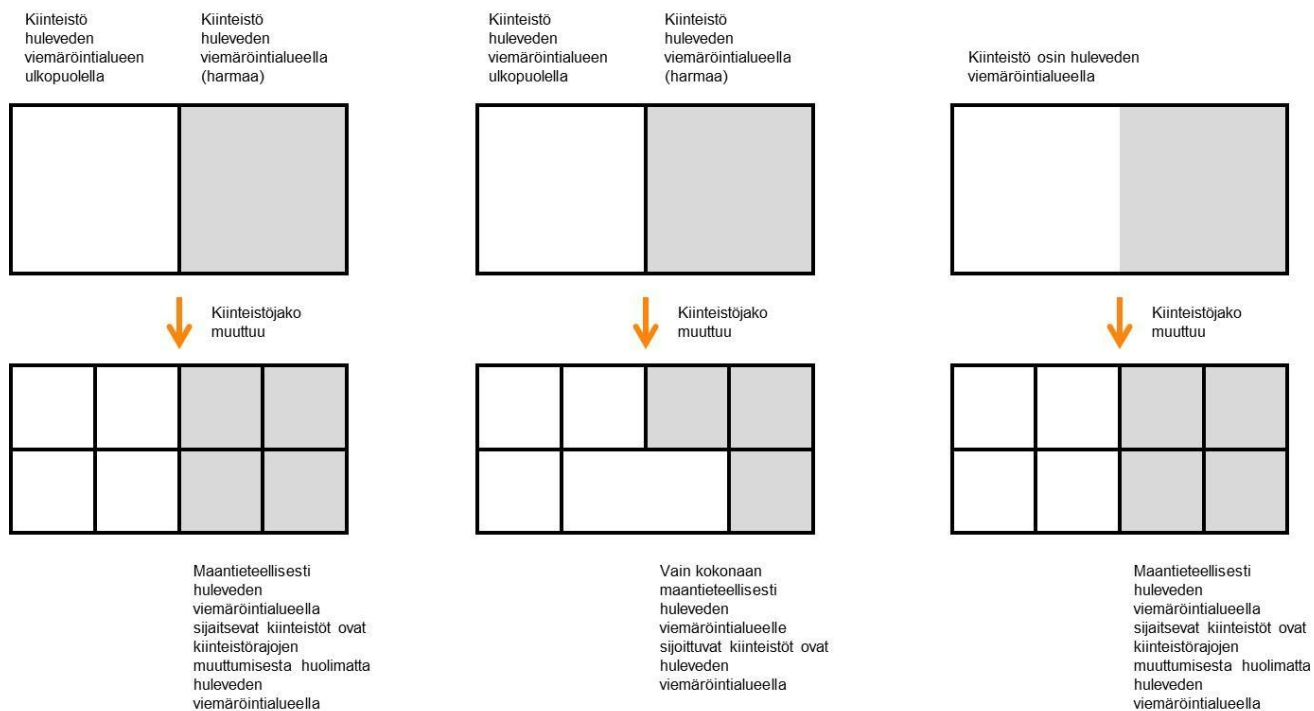 Kiinteistö
huleveden
viemäröintialueen
ulkopuolella
Kiinteistö
huleveden
viemäröintialueella
(harmaa)
Kiinteistö
huleveden
viemäröintialueen
ulkopuolella
Kiinteistö
huleveden
viemäröintialueella
(harmaa)
Kiinteistö osin huleveden
viemäröintialueella
Kiinteistöjako
muuttuu
Kiinteistöjako
muuttuu
Kiinteistöjako
muuttuu
Maantieteellisesti
huleveden
viemäröintialueella
sijaitsevat kiinteistöt ovat
kiinteistörajojen
muuttumisesta huolimatta
huleveden
viemäröintialueella
Vain kokonaan
maantieteellisesti
huleveden
viemäröintialueelle
sijoittuvat kiinteistöt ovat
huleveden
viemäröintialueella
Maantieteellisesti
huleveden
viemäröintialueella
sijaitsevat kiinteistöt ovat
kiinteistörajojen
muuttumisesta huolimatta
huleveden
viemäröintialueella